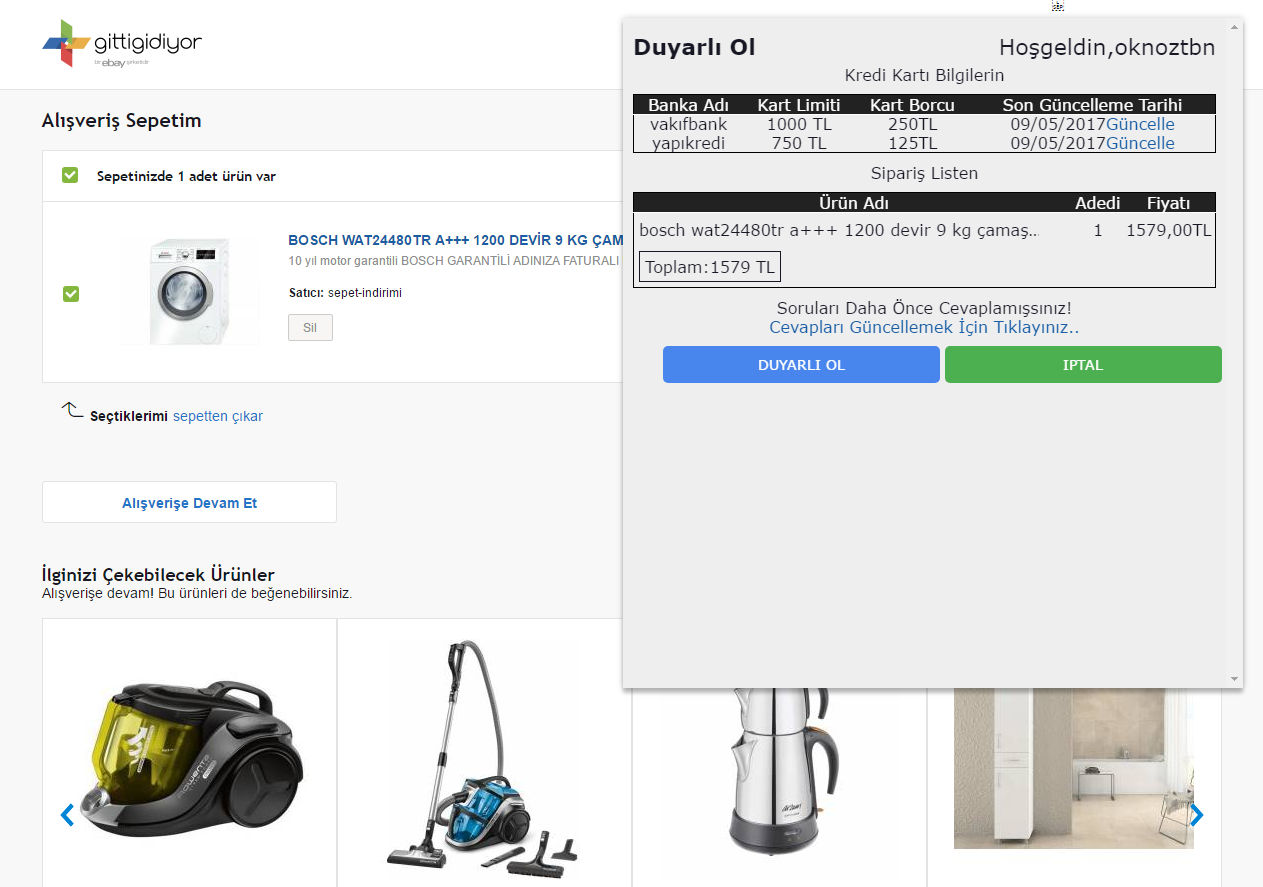 gittigidiyor
bir ebay şirketidir
Alışveriş Sepetim
Sepetinizde 1 adet ürün var
BOSCH WAT24480TR A+++ 1200 DEVİR 9 KG ÇAM
10 yıl motor garantili BOSCH GARANTİLİ ADINIZA FATURALI
Satıcı: sepet-indirimi
Sil
Seçtiklerimi sepetten çıkar
Alışverişe Devam Et
İlginizi Çekebilecek Ürünler
Alışverişe devam! Bu ürünleri de beğenebilirsiniz.
Duyarlı Ol
Hoşgeldin,oknoztbn
Kredi Kartı Bilgilerin
Banka Adı Kart Limiti Kart Borcu Son Güncelleme Tarihi
vakıfbank 1000 TL 250TL 09/05/2017Güncelle
yapıkredi 750 TL 125TL 09/05/2017Güncelle
Sipariş Listen
Ürün Adı Adedi Fiyatı
bosch wat24480tr a+++ 1200 devir 9 kg çamaş... 1 1579,00TL
Toplam:1579 TL
Soruları Daha Önce Cevaplamışsınız!
Cevapları Güncellemek İçin Tıklayınız..
DUYARLI OL
IPTAL
ROWENTA